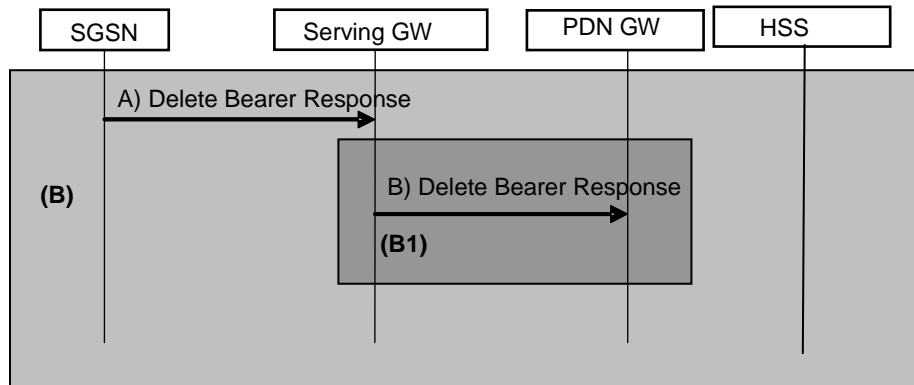 SGSN
Serving GW
PDN GW
HSS
A) Delete Bearer Response
(B)
B) Delete Bearer Response
(B1)